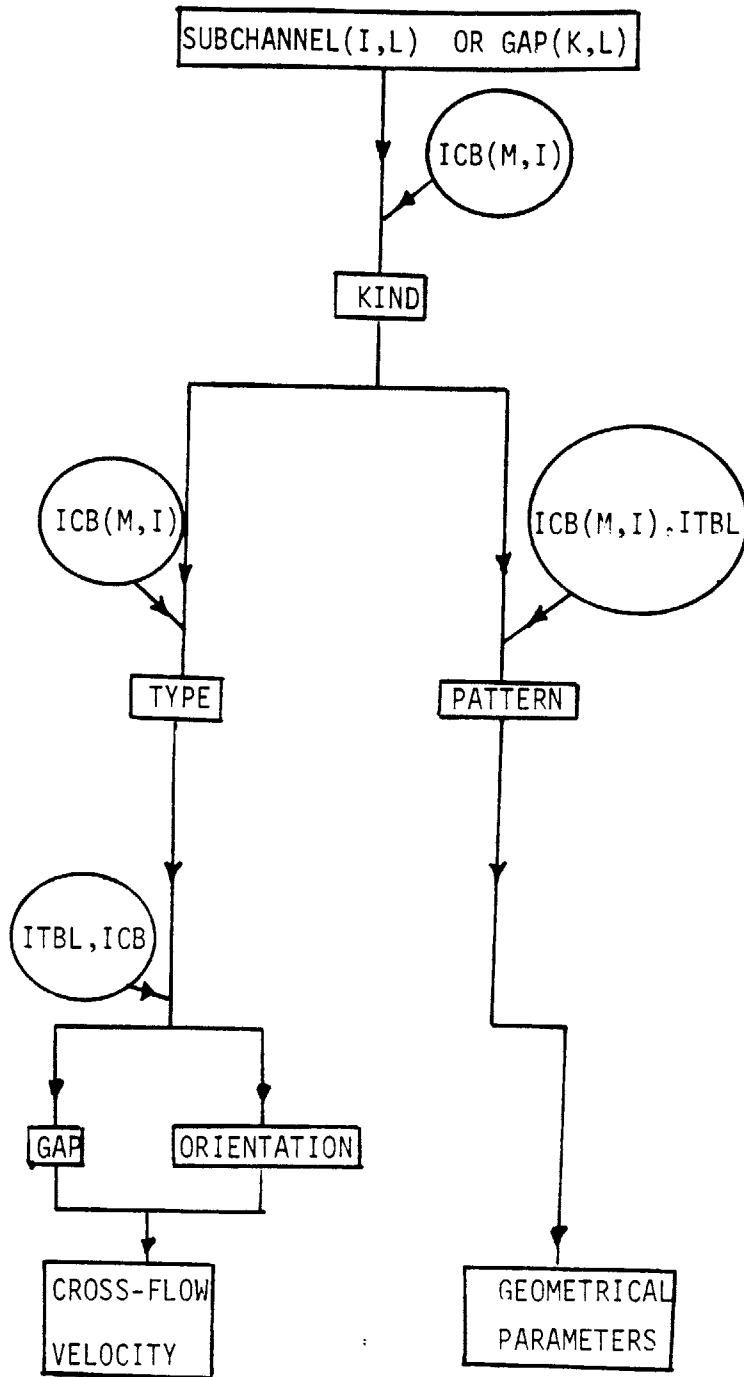 SUBCHANNEL(I,L) OR GAP(K,L)
ICB(M,I)
KIND
ICB(M,I)
ICB(M,I),ITBL
TYPE
PATTERN
ITBL,ICB
GAP
ORIENTATION
CROSS-FLOW
VELOCITY
GEOMETRICAL
PARAMETERS